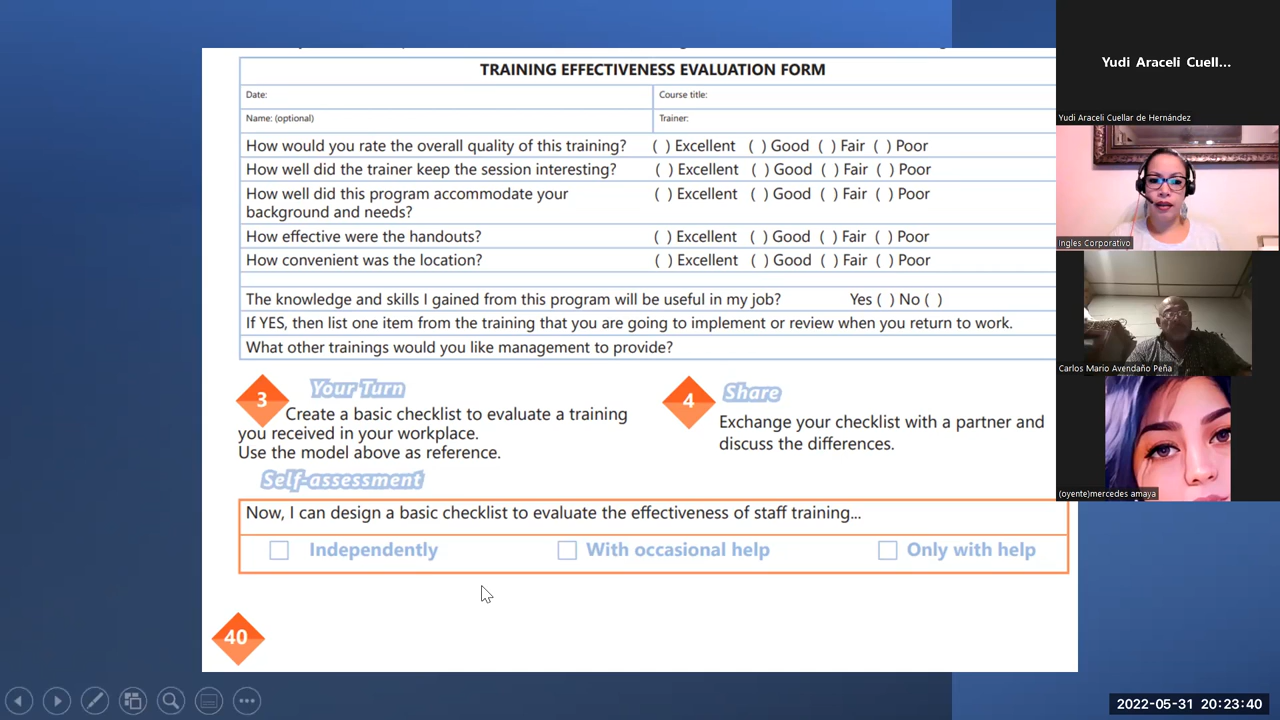 TRAINING EFFECTIVENESS EVALUATION FORM
Date:
Course title:
Name: (optional)
Trainer:
How would you rate the overall quality of this training? ( ) Excellent ( ) Good ( ) Fair ( ) Poor
How well did the trainer keep the session interesting? ( ) Excellent ( ) Good ( ) Fair ( ) Poor
How well did this program accommodate your ( ) Excellent ( ) Good ( ) Fair ( ) Poor
background and needs?
How effective were the handouts? ( ) Excellent ( ) Good ( ) Fair ( ) Poor
How convenient was the location? ( ) Excellent ( ) Good ( ) Fair ( ) Poor
The knowledge and skills I gained from this program will be useful in my job? Yes ( ) No ( )
If YES, then list one item from the training that you are going to implement or review when you return to work.
What other trainings would you like management to provide?
3
Your Turn
Create a basic checklist to evaluate a training
you received in your workplace.
Use the model above as reference.
4
Share
Exchange your checklist with a partner and
discuss the differences.
Self-assessment
Now, I can design a basic checklist to evaluate the effectiveness of staff training...
Independently
With occasional help
Only with help
40
Yudi Araceli Cuell...
Yudi Araceli Cuellar de Hernández
Ingles Corporativo
Carlos Mario Avendaño Peña
(oyente)mercedes amaya
2022-05-31 20:23:40